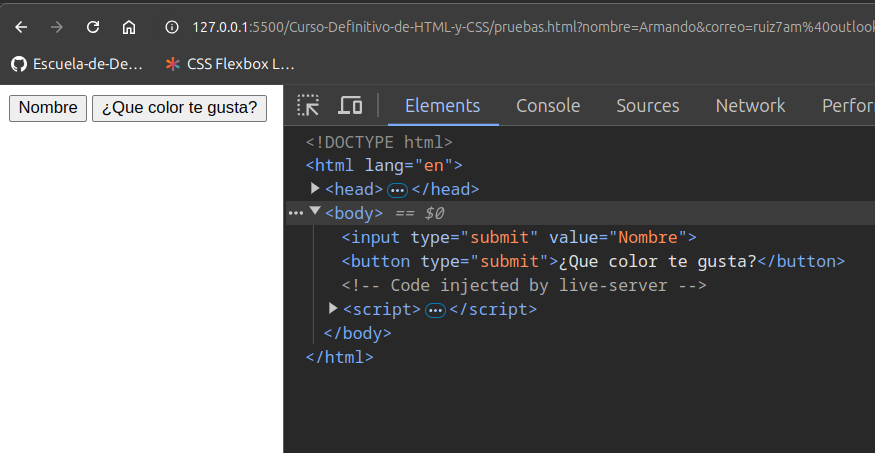 127.0.0.1:5500/Curso-Definitivo-de-HTML-y-CSS/pruebas.html?nombre=Armando&correo=ruiz7am%40outlook
Escuela-de-De... CSS Flexbox L...
Nombre ¿Que color te gusta?
Elements Console Sources Network Perfor
<!DOCTYPE html>
<html lang="en">
<head>...</head>
... <body> == $0
<input type="submit" value="Nombre">
<button type="submit">¿Que color te gusta?</button>
<!-- Code injected by live-server -->
<script>...</script>
</body>
</html>